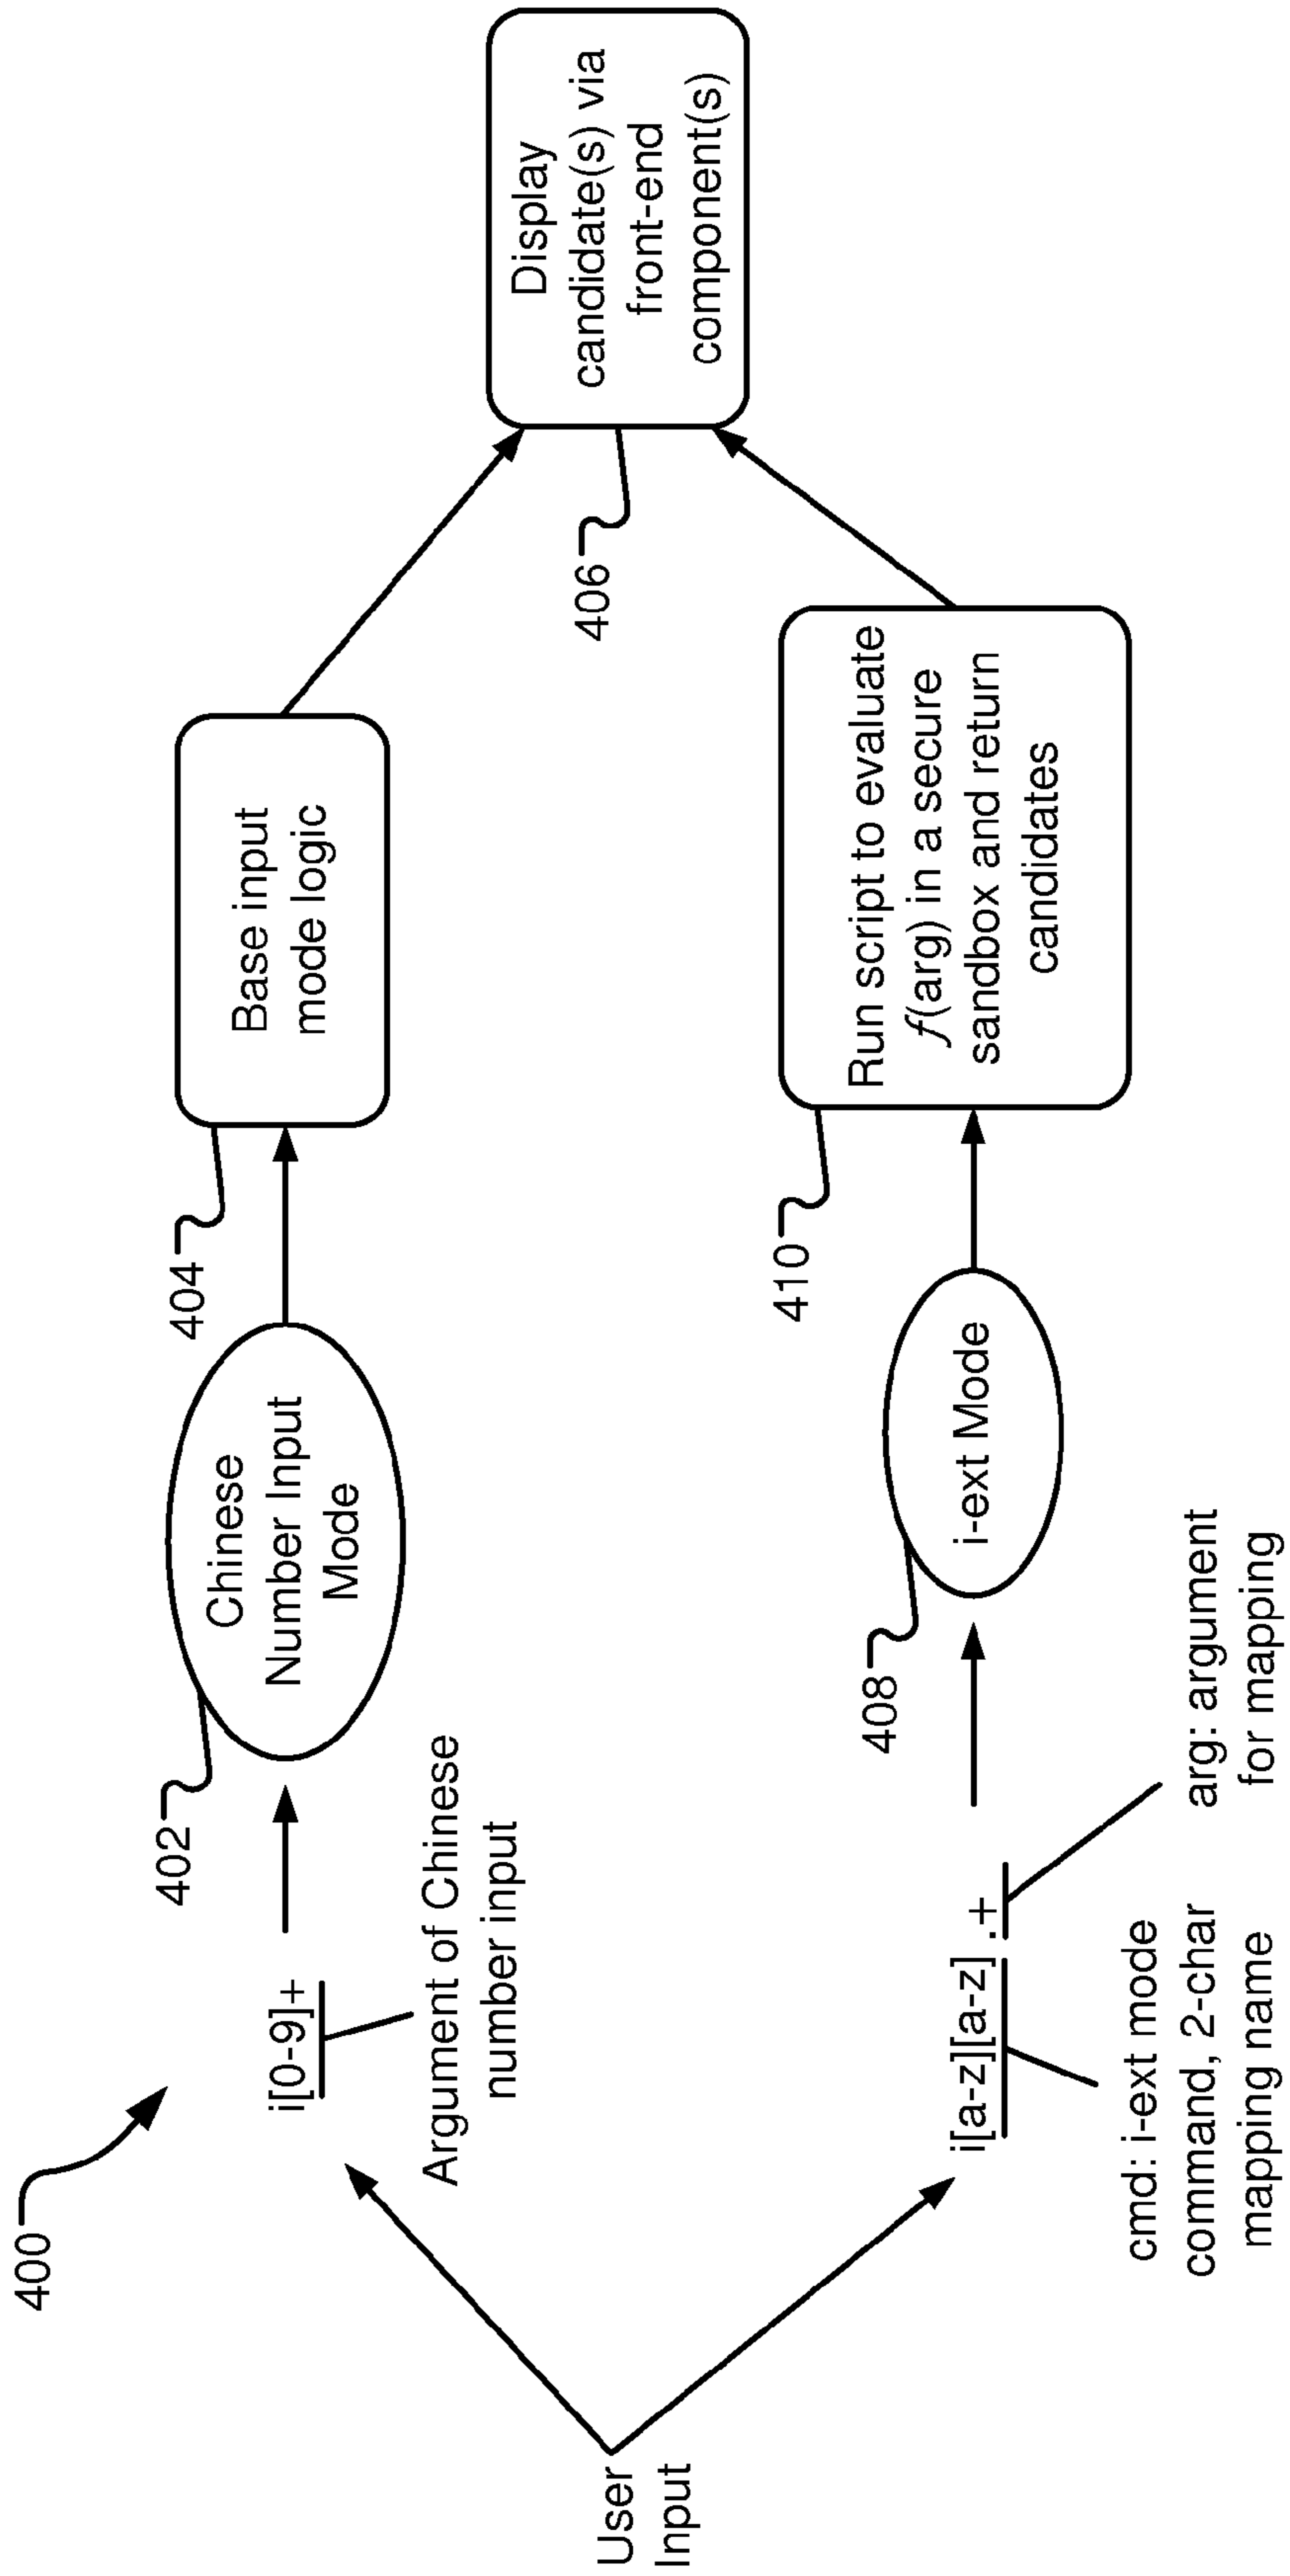 400
User
Input
i[0-9]+
Argument of Chinese
number input
402
Chinese
Number Input
Mode
404
Base input
mode logic
406
Display
candidate(s) via
front-end
component(s)
i[a-z][a-z] .+
cmd: i-ext mode
command, 2-char
mapping name
arg: argument
for mapping
408
i-ext Mode
410
Run script to evaluate
f(arg) in a secure
sandbox and return
candidates